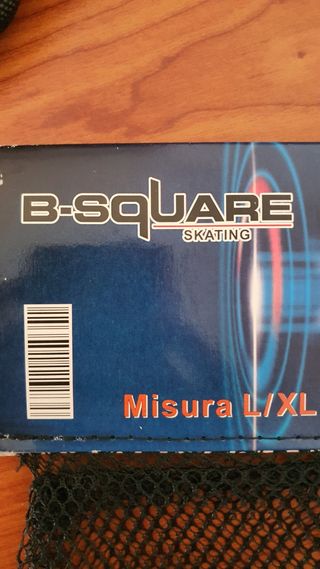 B-SqUARE
SKATING
Misura L/XL